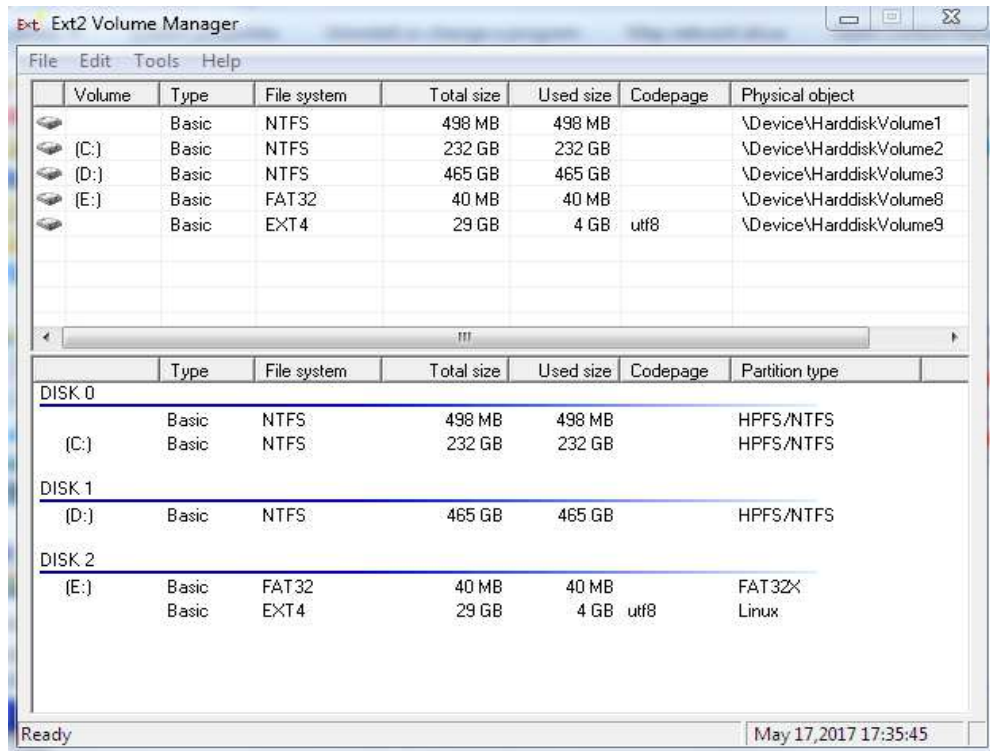 Ext Ext2 Volume Manager
File Edit Tools Help
Volume Type File system Total size Used size Codepage Physical object
Basic NTFS 498 MB 498 MB \Device\HarddiskVolume1
(C:) Basic NTFS 232 GB 232 GB \Device\HarddiskVolume2
(D:) Basic NTFS 465 GB 465 GB \Device\HarddiskVolume3
(E:) Basic FAT32 40 MB 40 MB \Device\HarddiskVolume8
Basic EXT4 29 GB 4 GB utf8 \Device\HarddiskVolume9
Type File system Total size Used size Codepage Partition type
DISK 0
Basic NTFS 498 MB 498 MB HPFS/NTFS
(C:) Basic NTFS 232 GB 232 GB HPFS/NTFS
DISK 1
(D:) Basic NTFS 465 GB 465 GB HPFS/NTFS
DISK 2
(E:) Basic FAT32 40 MB 40 MB FAT32X
Basic EXT4 29 GB 4 GB utf8 Linux
Ready May 17,2017 17:35:45